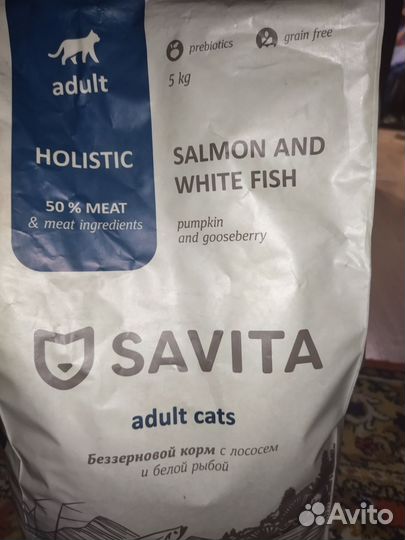 adult
HOLISTIC
50 % MEAT
& meat ingredients
prebiotics
grain free
5 kg
SALMON AND
WHITE FISH
pumpkin
and gooseberry
SAVITA
adult cats
Беззерновой корм с лососем
и белой рыбой
Avito